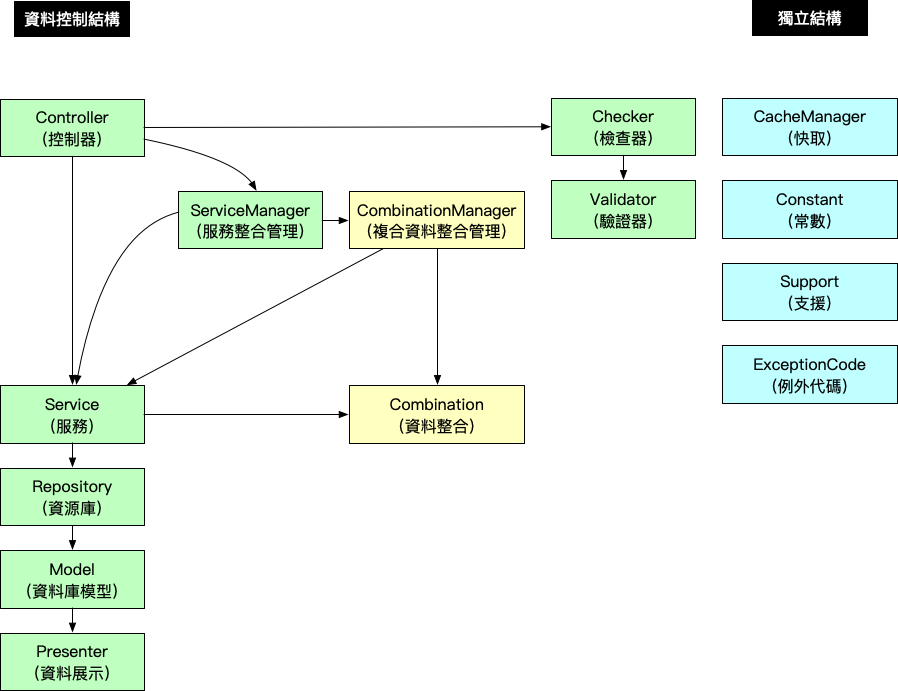 資料控制結構
獨立結構
Controller
（控制器）
Checker
（檢查器）
CacheManager
（快取）
ServiceManager
（服務整合管理）
CombinationManager
（複合資料整合管理）
Validator
（驗證器）
Constant
（常數）
Support
（支援）
ExceptionCode
（例外代碼）
Service
（服務）
Combination
（資料整合）
Repository
（資源庫）
Model
（資料庫模型）
Presenter
（資料展示）